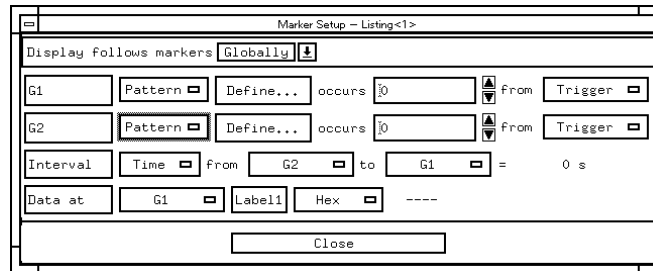 Marker Setup – Listing<1>
Display follows markers Globally
G1 Pattern Define... occurs 0 from Trigger
G2 Pattern Define... occurs 0 from Trigger
Interval Time from G2 to G1 = 0 s
Data at G1 Label1 Hex ----
Close